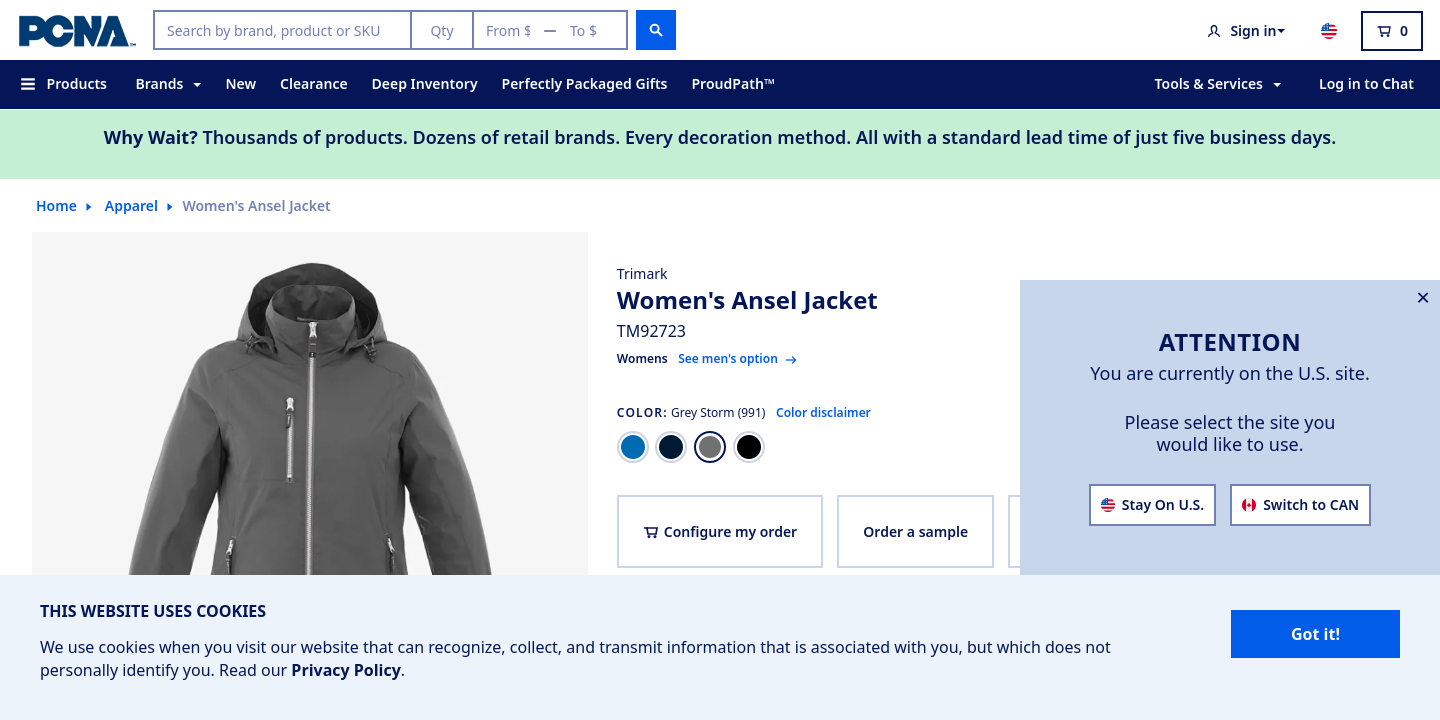 PCNA™
Search by brand, product or SKU
Qty
From $ — To $
Sign in
0
Products
Brands
New
Clearance
Deep Inventory
Perfectly Packaged Gifts
ProudPath™
Tools & Services
Log in to Chat
Why Wait? Thousands of products. Dozens of retail brands. Every decoration method. All with a standard lead time of just five business days.
Home
Apparel
Women's Ansel Jacket
Trimark
Women's Ansel Jacket
TM92723
Womens See men's option
COLOR: Grey Storm (991) Color disclaimer
Configure my order
Order a sample
ATTENTION
You are currently on the U.S. site.
Please select the site you
would like to use.
Stay On U.S.
Switch to CAN
THIS WEBSITE USES COOKIES
We use cookies when you visit our website that can recognize, collect, and transmit information that is associated with you, but which does not
personally identify you. Read our Privacy Policy.
Got it!